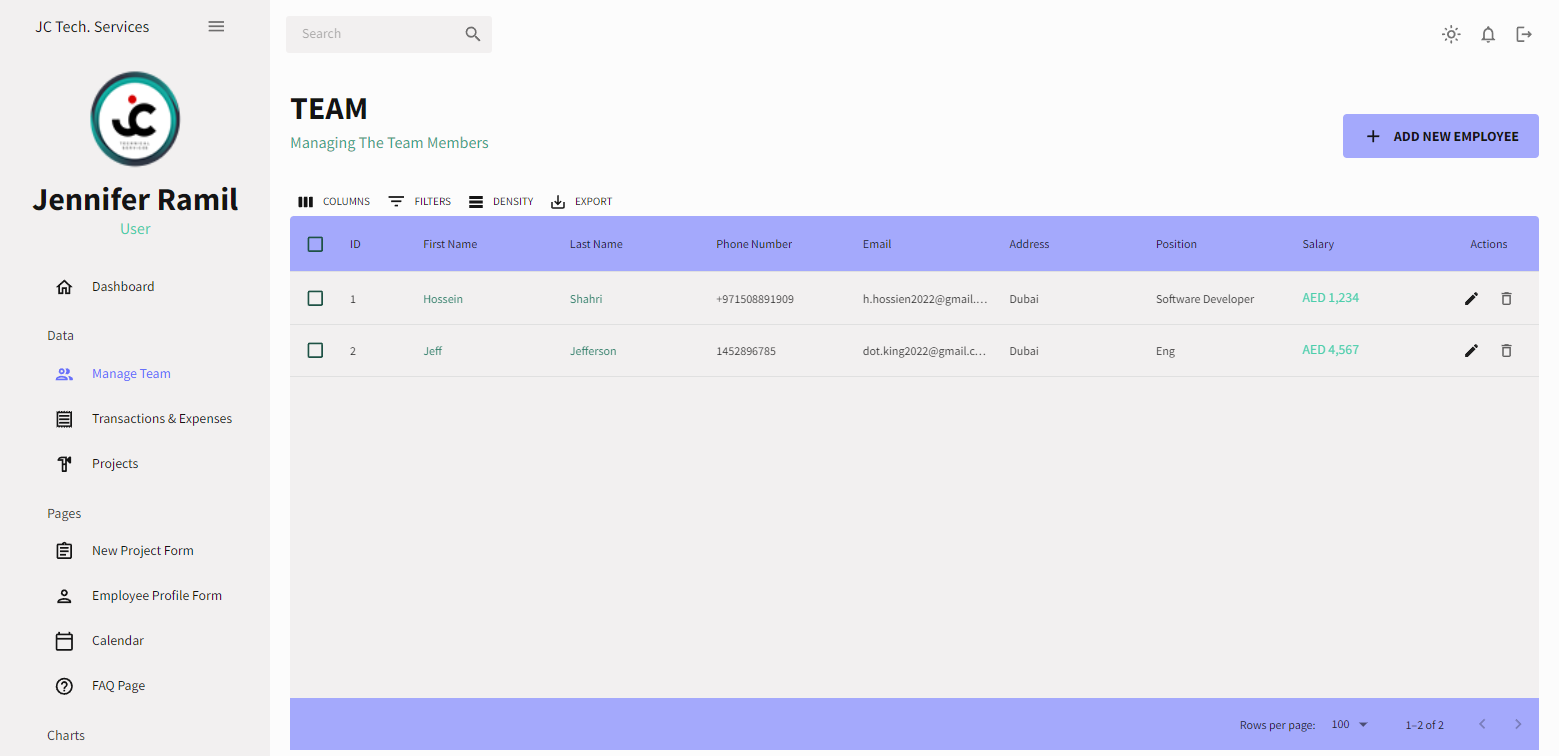 JC Tech. Services
JC
TECHNICAL
SERVICES
Jennifer Ramil
User
Dashboard
Data
Manage Team
Transactions & Expenses
Projects
Pages
New Project Form
Employee Profile Form
Calendar
FAQ Page
Charts
Search
TEAM
Managing The Team Members
ADD NEW EMPLOYEE
COLUMNS FILTERS DENSITY EXPORT
ID First Name Last Name Phone Number Email Address Position Salary Actions
1 Hossein Shahri +971508891909 h.hossien2022@gmail.... Dubai Software Developer AED 1,234
2 Jeff Jefferson 1452896785 dot.king2022@gmail.c... Dubai Eng AED 4,567
Rows per page: 100 1–2 of 2